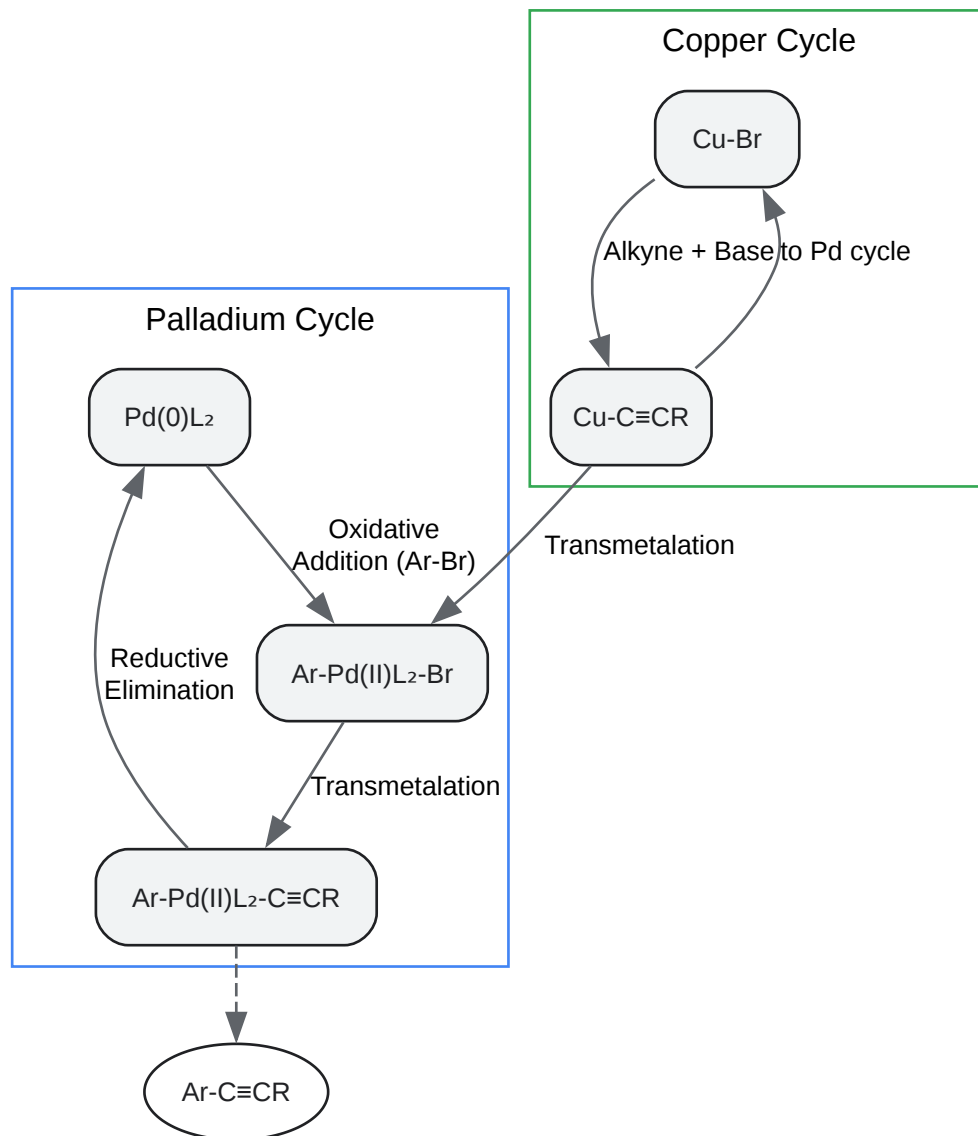 Copper Cycle
Cu-Br
Alkyne + Base
to Pd cycle
Palladium Cycle
Pd(0)L₂
Cu-C≡CR
Oxidative
Addition (Ar-Br)
Transmetalation
Reductive
Elimination
Ar-Pd(II)L₂-Br
Transmetalation
Ar-Pd(II)L₂-C≡CR
Ar-C≡CR